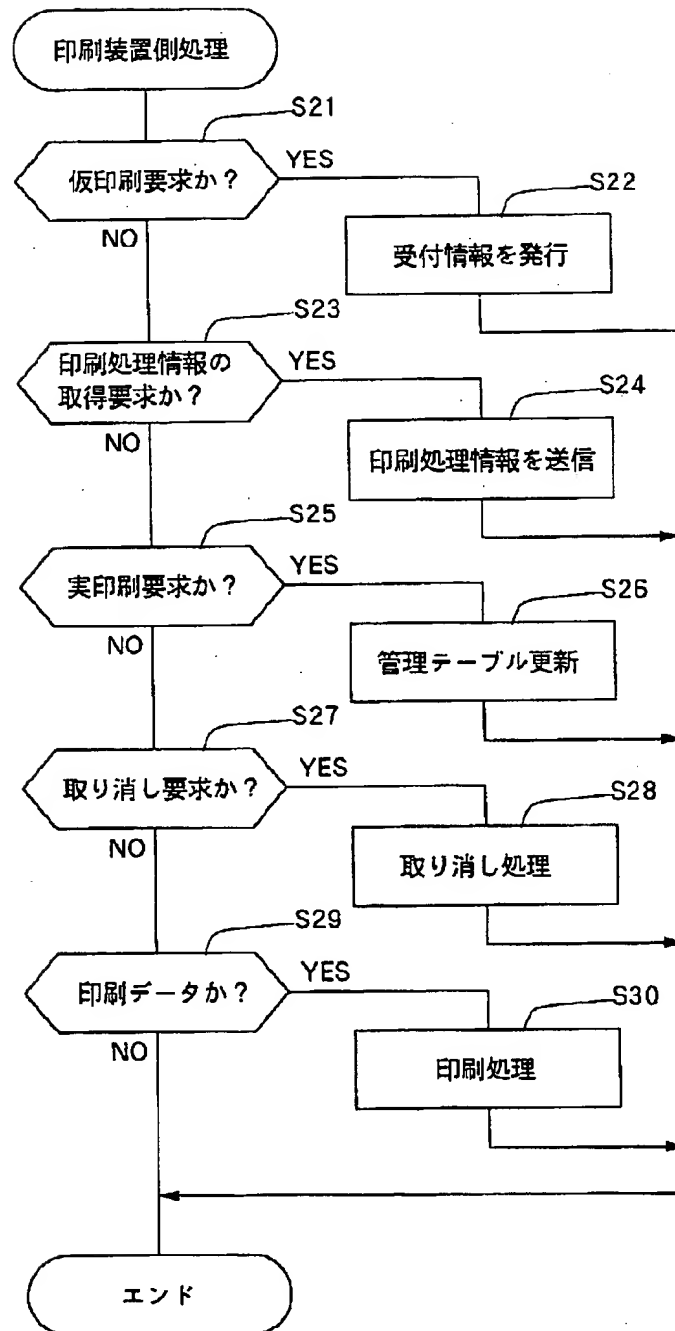 印刷装置側処理
S21
仮印刷要求か？
YES
S22
NO
受付情報を発行
S23
印刷処理情報の
取得要求か？
YES
S24
NO
印刷処理情報を送信
S25
実印刷要求か？
YES
S26
NO
管理テーブル更新
S27
取り消し要求か？
YES
S28
NO
取り消し処理
S29
印刷データか？
YES
S30
NO
印刷処理
エンド